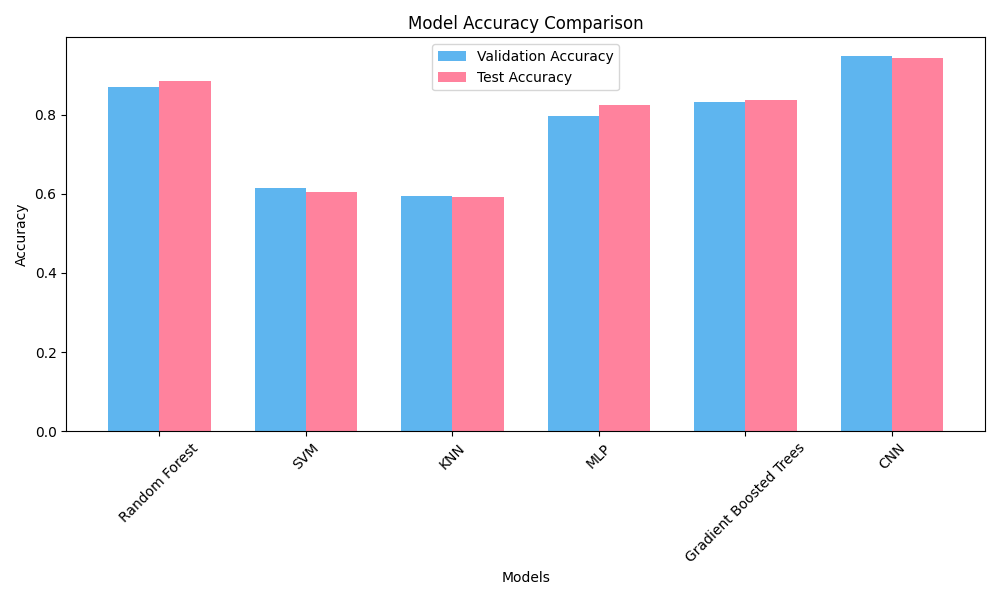 Model Accuracy Comparison
Validation Accuracy
Test Accuracy
Accuracy
0.8
0.6
0.4
0.2
0.0
Random Forest
SVM
KNN
MLP
Gradient Boosted Trees
CNN
Models